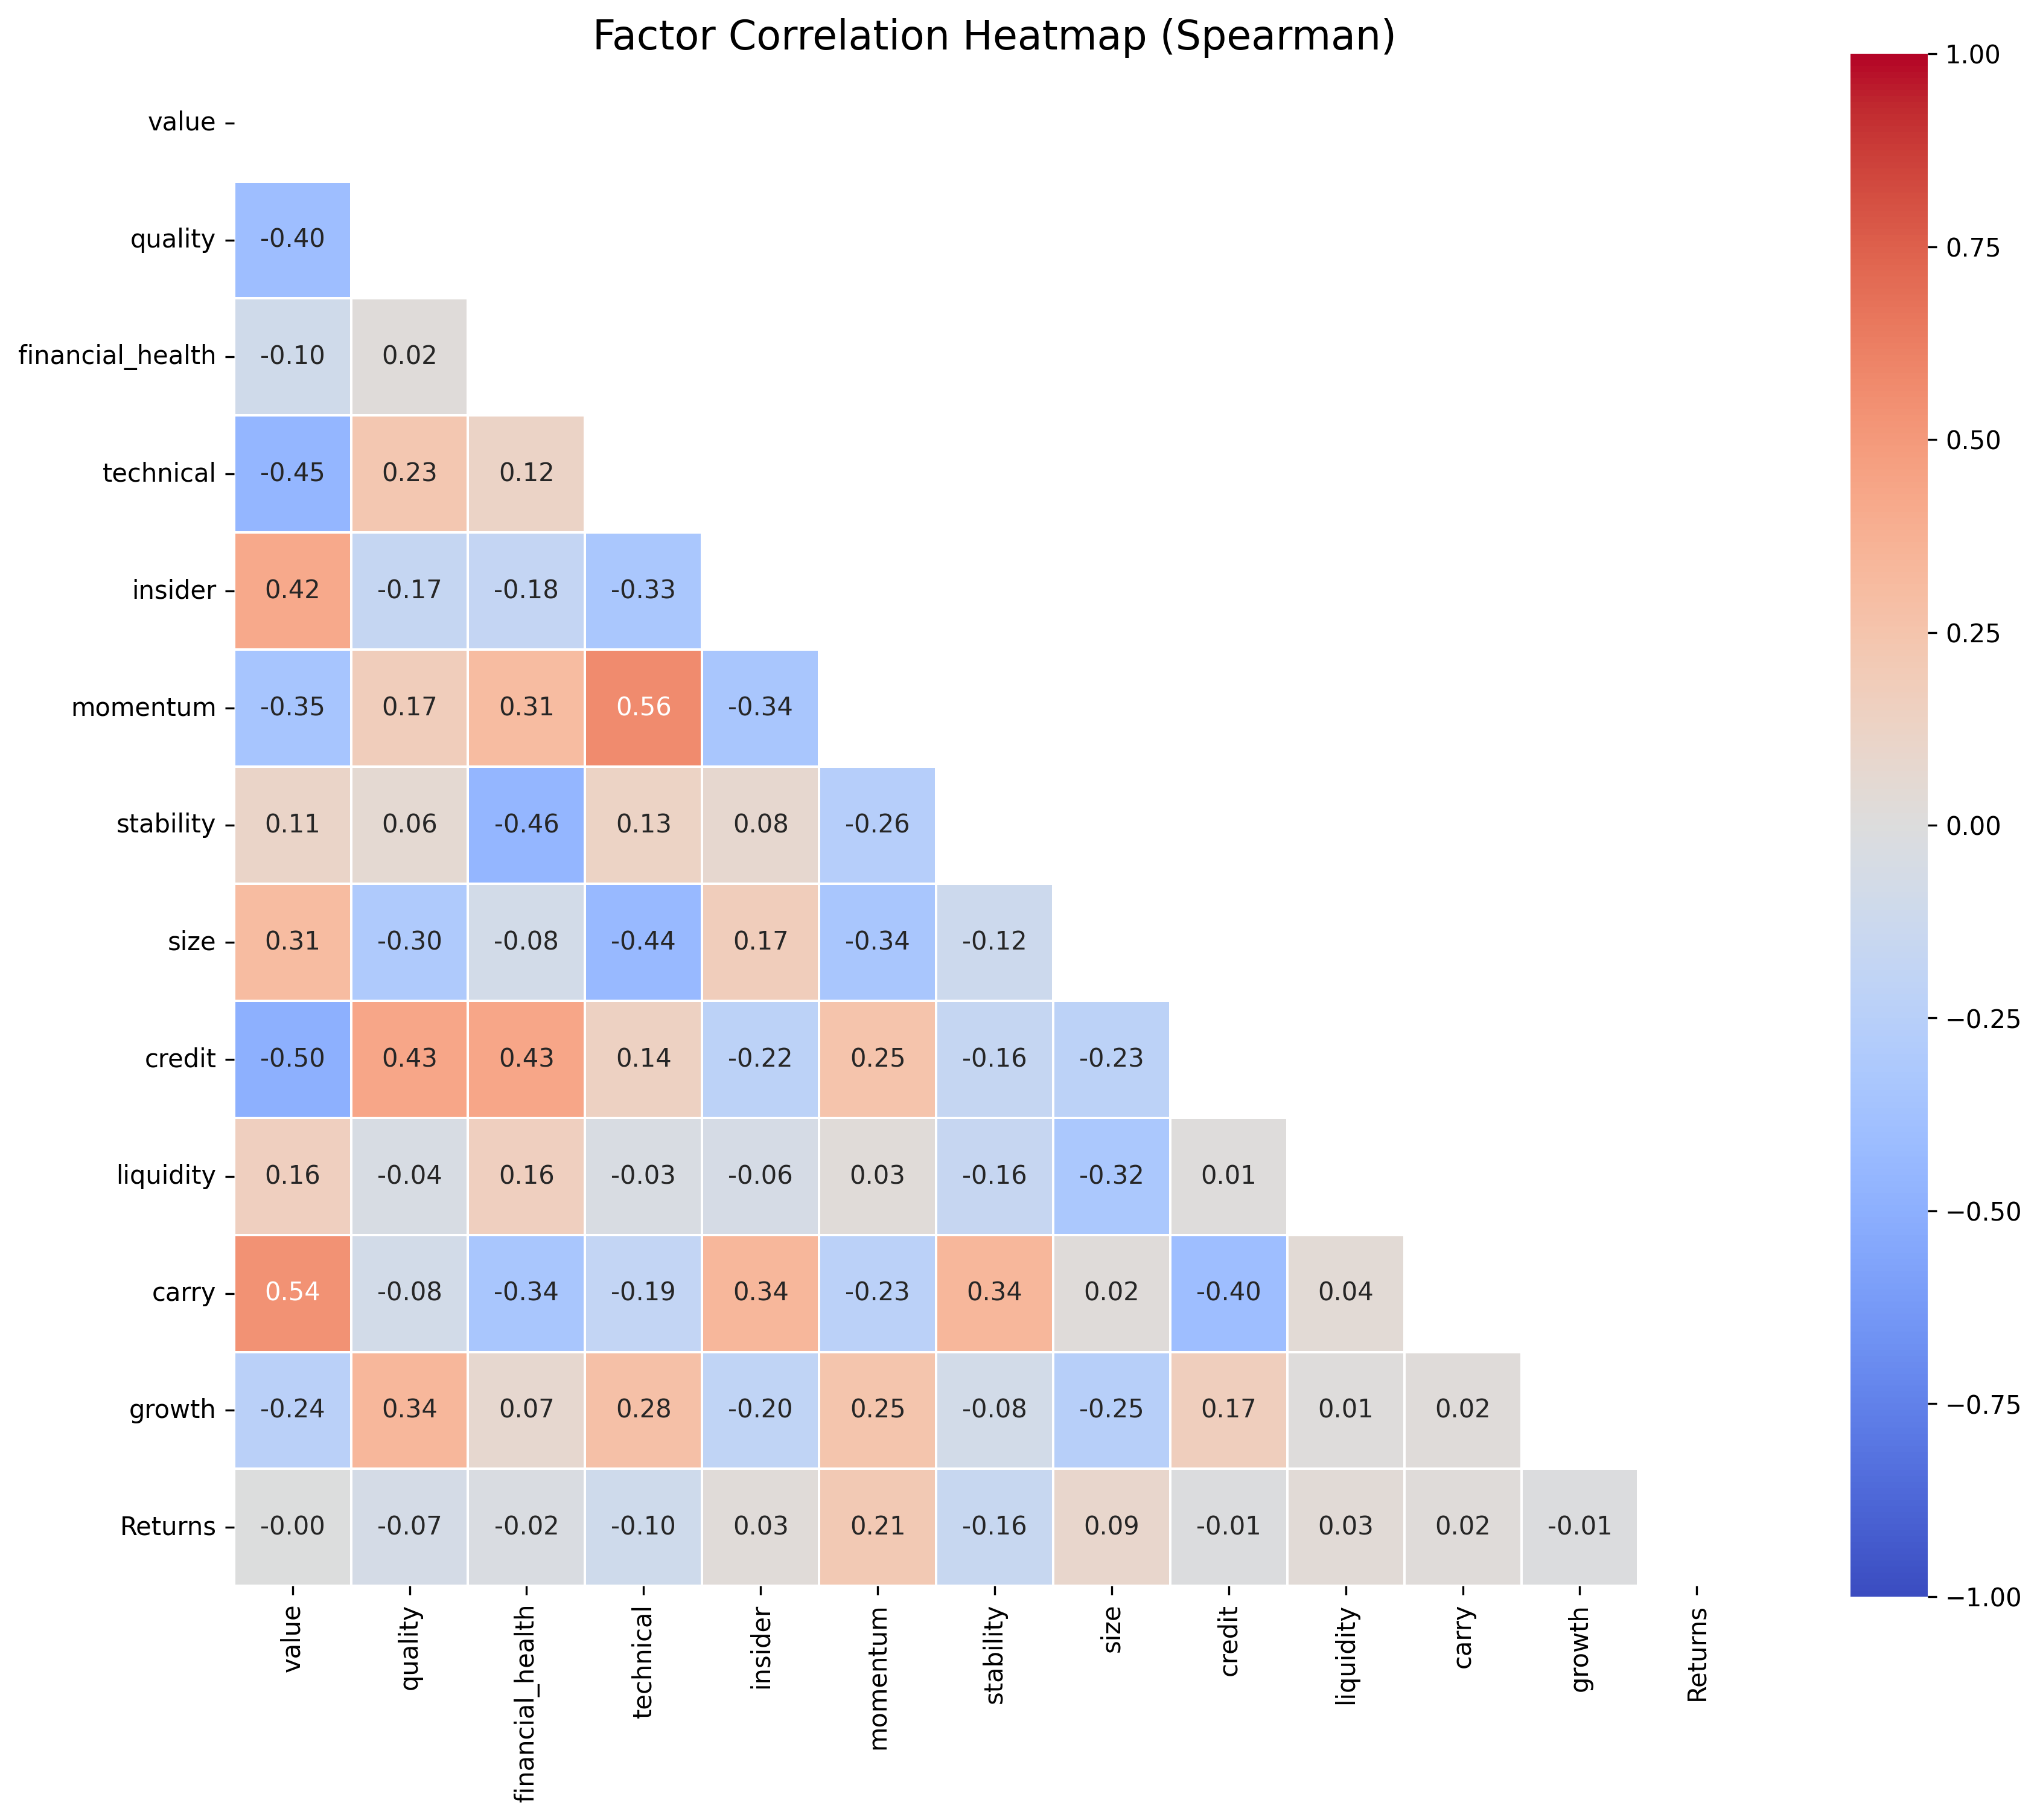 Factor Correlation Heatmap (Spearman)
value
quality -0.40
financial_health -0.10 0.02
technical -0.45 0.23 0.12
insider 0.42 -0.17 -0.18 -0.33
momentum -0.35 0.17 0.31 0.56 -0.34
stability 0.11 0.06 -0.46 0.13 0.08 -0.26
size 0.31 -0.30 -0.08 -0.44 0.17 -0.34 -0.12
credit -0.50 0.43 0.43 0.14 -0.22 0.25 -0.16 -0.23
liquidity 0.16 -0.04 0.16 -0.03 -0.06 0.03 -0.16 -0.32 0.01
carry 0.54 -0.08 -0.34 -0.19 0.34 -0.23 0.34 0.02 -0.40 0.04
growth -0.24 0.34 0.07 0.28 -0.20 0.25 -0.08 -0.25 0.17 0.01 0.02
Returns -0.00 -0.07 -0.02 -0.10 0.03 0.21 -0.16 0.09 -0.01 0.03 0.02 -0.01
value quality financial_health technical insider momentum stability size credit liquidity carry growth Returns
1.00
0.75
0.50
0.25
0.00
−0.25
−0.50
−0.75
−1.00